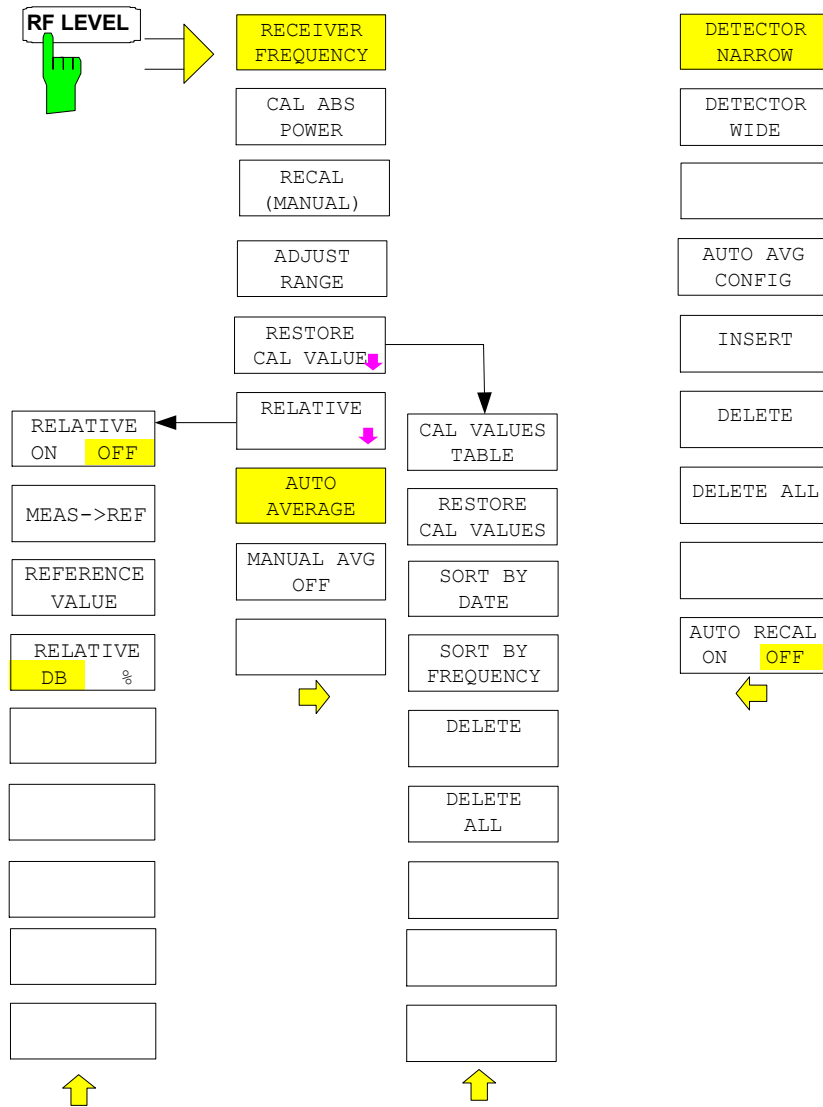 RF LEVEL
RECEIVER
FREQUENCY
CAL ABS
POWER
RECAL
(MANUAL)
ADJUST
RANGE
RESTORE
CAL VALUE
RELATIVE
AUTO
AVERAGE
MANUAL AVG
OFF
RELATIVE
ON OFF
MEAS->REF
REFERENCE
VALUE
RELATIVE
DB %
CAL VALUES
TABLE
RESTORE
CAL VALUES
SORT BY
DATE
SORT BY
FREQUENCY
DELETE
DELETE
ALL
DETECTOR
NARROW
DETECTOR
WIDE
AUTO AVG
CONFIG
INSERT
DELETE
DELETE ALL
AUTO RECAL
ON OFF